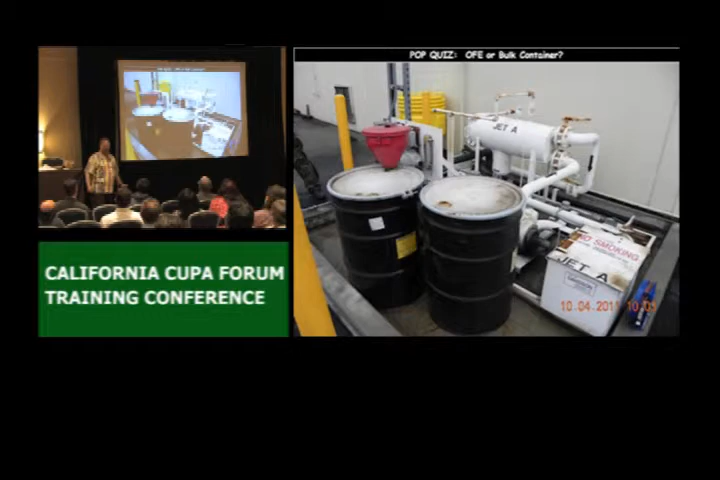 POP QUIZ: OFE or Bulk Container?
JET A
NO SMOKING
JET A
10.04.2011 10:05
CALIFORNIA CUPA FORUM
TRAINING CONFERENCE